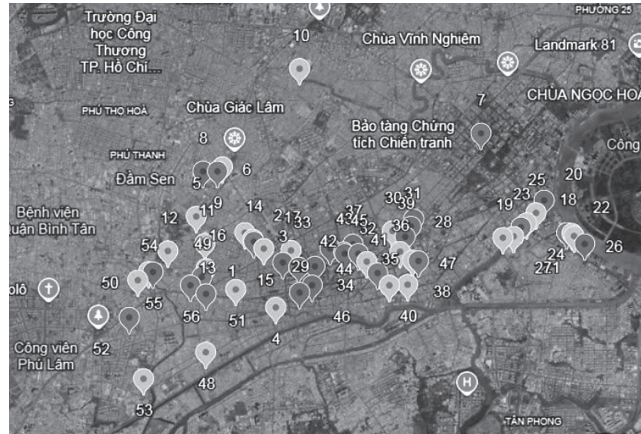 PHƯỜNG 25
Trường Đại
học Công
Thương
TP. Hồ Chí...
10
Chùa Vĩnh Nghiêm
Landmark 81
PHÚ THỌ HOÀ
Chùa Giác Lâm
7
CHÙA NGỌC HOÀ
8
Bảo tàng Chứng
tích Chiến tranh
Công
PHÚ THẠNH
Đầm Sen
5
6
20
9
30
31
25
12
11
14
2
17
37
39
23
18
33
43
45
28
19
22
Bệnh viện
Quận Bình Tân
16
32
36
49
3
42
41
24
26
54
44
35
47
27
21
13
1
15
29
34
38
50
55
ổlô
56
51
46
40
52
4
Công viên
Phú Lâm
48
53
TÂN PHONG